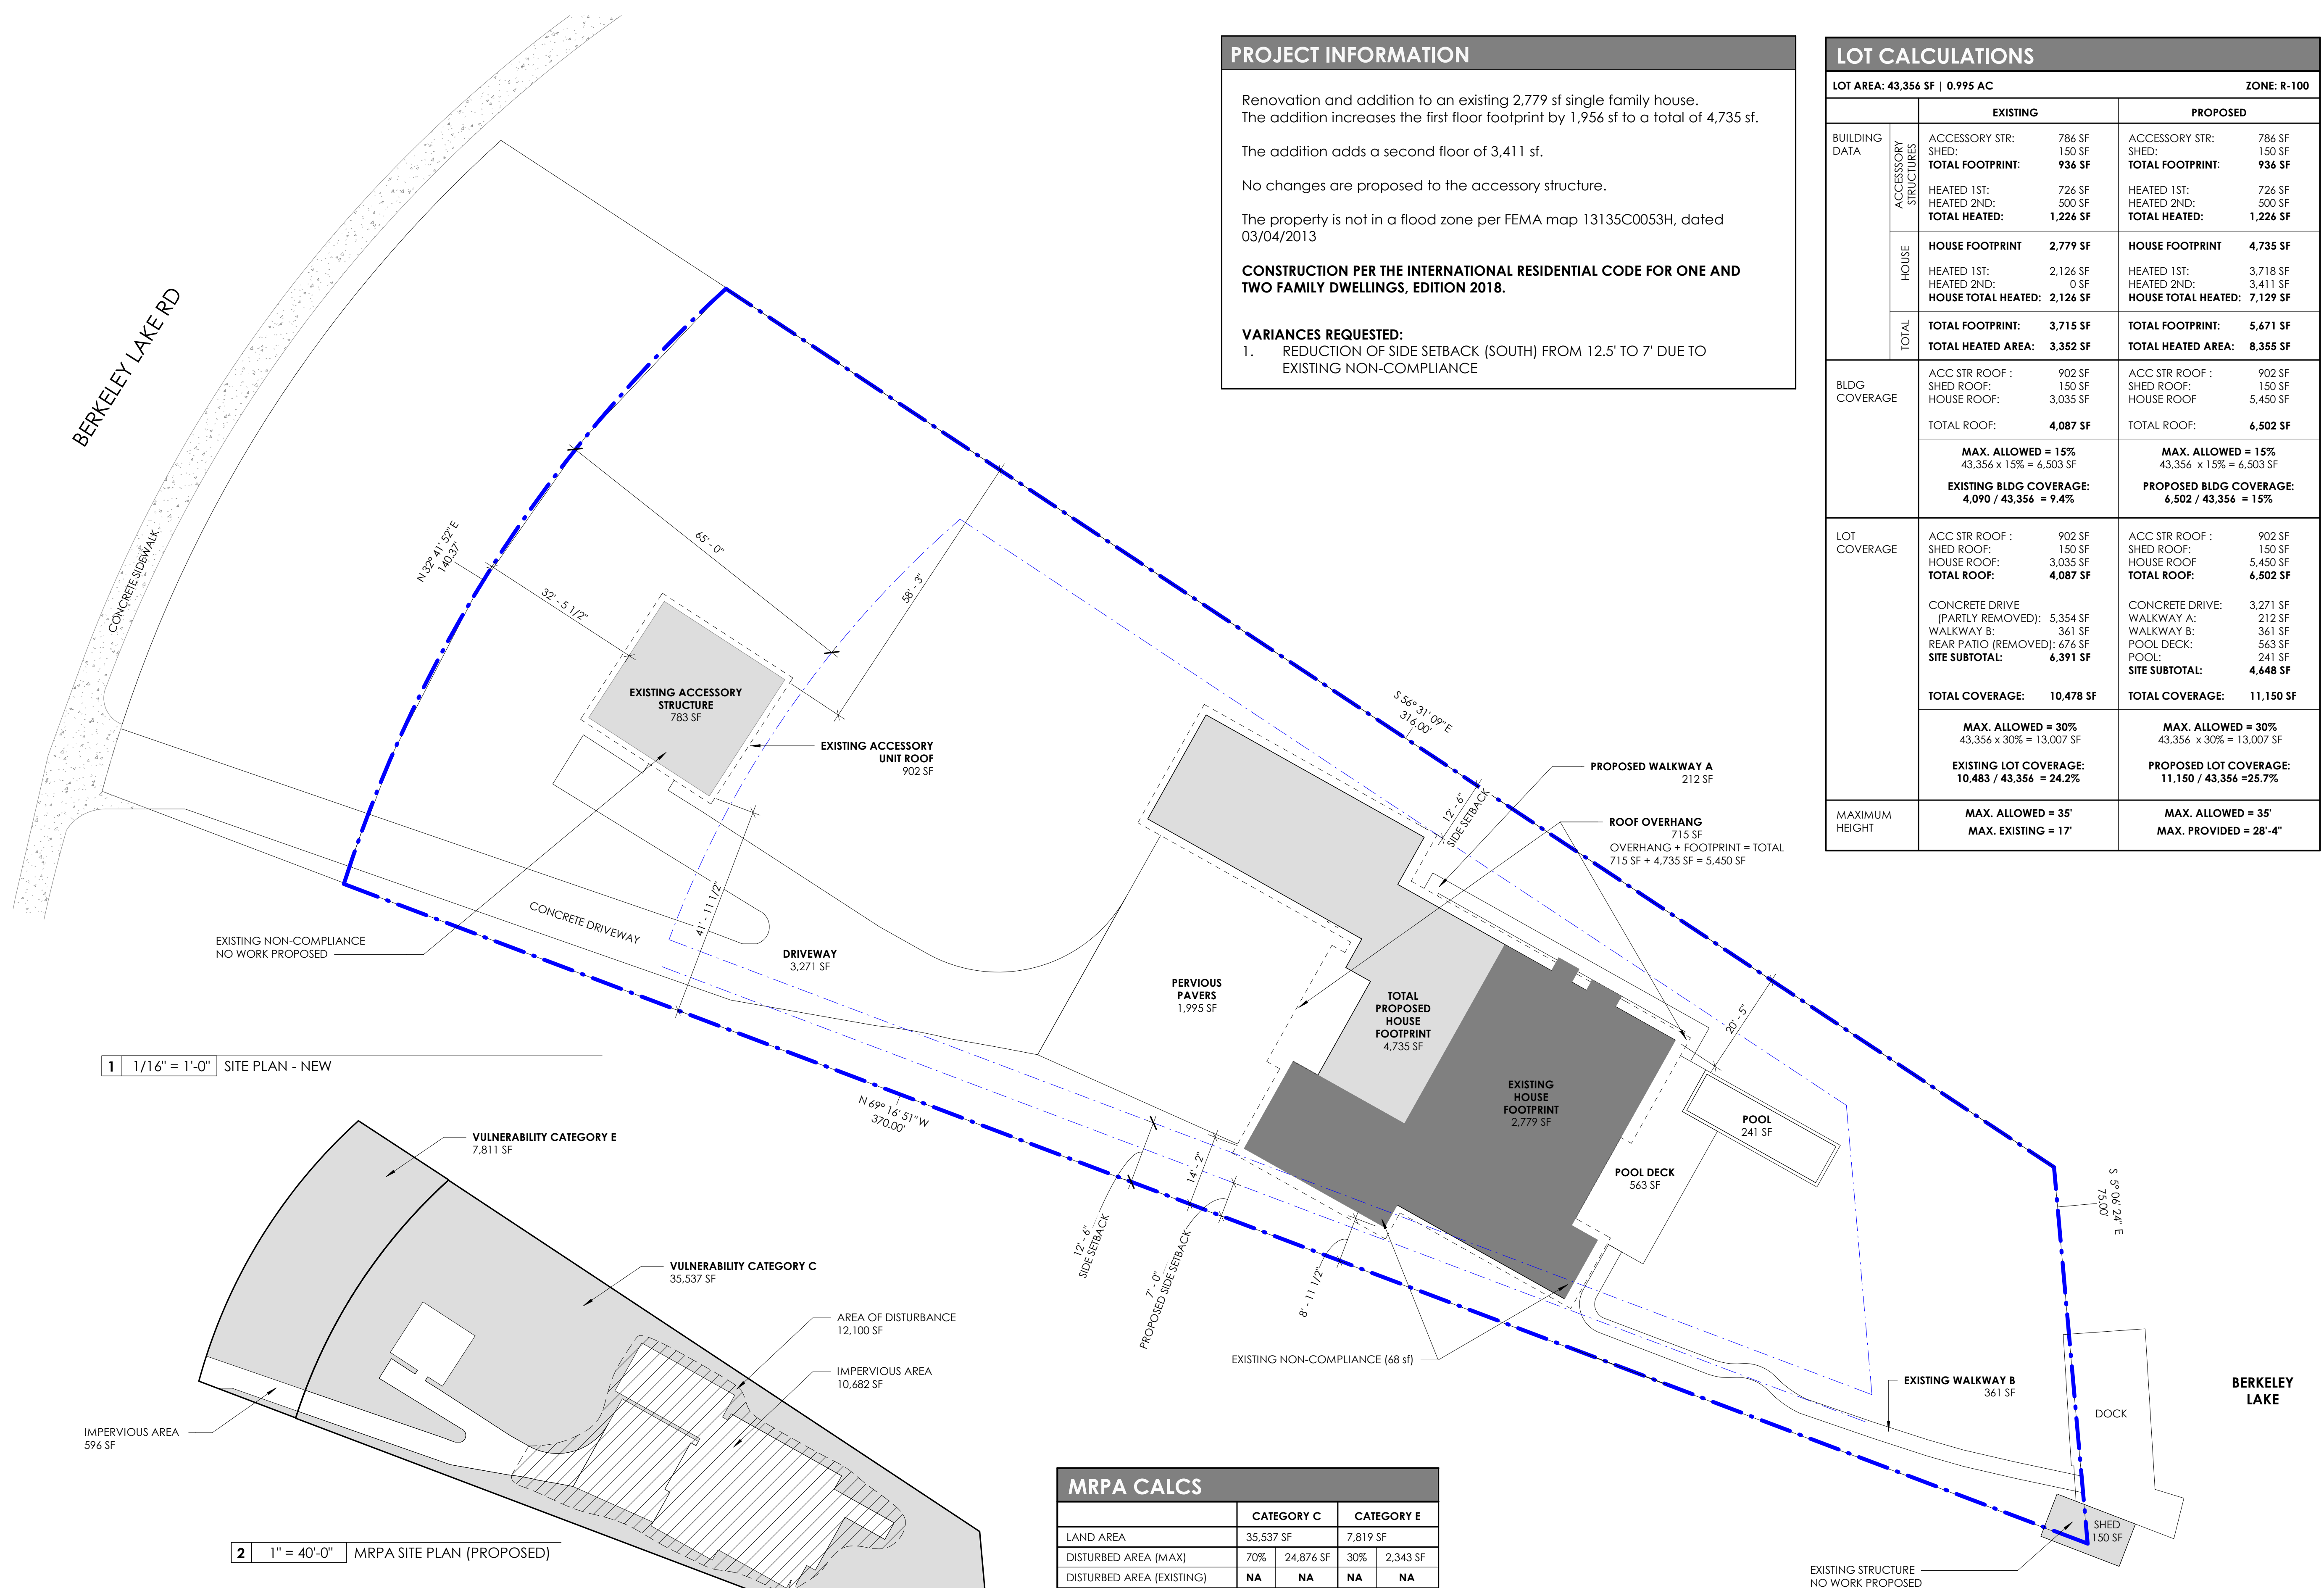 PROJECT INFORMATION
Renovation and addition to an existing 2,779 sf single family house.
The addition increases the first floor footprint by 1,956 sf to a total of 4,735 sf.
The addition adds a second floor of 3,411 sf.
No changes are proposed to the accessory structure.
The property is not in a flood zone per FEMA map 13135C0053H, dated
03/04/2013
CONSTRUCTION PER THE INTERNATIONAL RESIDENTIAL CODE FOR ONE AND
TWO FAMILY DWELLINGS, EDITION 2018.
VARIANCES REQUESTED:
1. REDUCTION OF SIDE SETBACK (SOUTH) FROM 12.5' TO 7' DUE TO
EXISTING NON-COMPLIANCE
LOT CALCULATIONS
LOT AREA: 43,356 SF | 0.995 AC ZONE: R-100
EXISTING PROPOSED
BUILDING
DATA
ACCESSSORY
STRUCTURES
ACCESSORY STR: 786 SF ACCESSORY STR: 786 SF
SHED: 150 SF SHED: 150 SF
TOTAL FOOTPRINT: 936 SF TOTAL FOOTPRINT: 936 SF
HEATED 1ST: 726 SF HEATED 1ST: 726 SF
HEATED 2ND: 500 SF HEATED 2ND: 500 SF
TOTAL HEATED: 1,226 SF TOTAL HEATED: 1,226 SF
HOUSE
HOUSE FOOTPRINT 2,779 SF HOUSE FOOTPRINT 4,735 SF
HEATED 1ST: 2,126 SF HEATED 1ST: 3,718 SF
HEATED 2ND: 0 SF HEATED 2ND: 3,411 SF
HOUSE TOTAL HEATED: 2,126 SF HOUSE TOTAL HEATED: 7,129 SF
TOTAL
TOTAL FOOTPRINT: 3,715 SF TOTAL FOOTPRINT: 5,671 SF
TOTAL HEATED AREA: 3,352 SF TOTAL HEATED AREA: 8,355 SF
BLDG
COVERAGE
ACC STR ROOF : 902 SF ACC STR ROOF : 902 SF
SHED ROOF: 150 SF SHED ROOF: 150 SF
HOUSE ROOF: 3,035 SF HOUSE ROOF 5,450 SF
TOTAL ROOF: 4,087 SF TOTAL ROOF: 6,502 SF
MAX. ALLOWED = 15% MAX. ALLOWED = 15%
43,356 x 15% = 6,503 SF 43,356 x 15% = 6,503 SF
EXISTING BLDG COVERAGE: PROPOSED BLDG COVERAGE:
4,090 / 43,356 = 9.4% 6,502 / 43,356 = 15%
LOT
COVERAGE
ACC STR ROOF : 902 SF ACC STR ROOF : 902 SF
SHED ROOF: 150 SF SHED ROOF: 150 SF
HOUSE ROOF: 3,035 SF HOUSE ROOF 5,450 SF
TOTAL ROOF: 4,087 SF TOTAL ROOF: 6,502 SF
CONCRETE DRIVE CONCRETE DRIVE: 3,271 SF
(PARTLY REMOVED): 5,354 SF WALKWAY A: 212 SF
WALKWAY B: 361 SF WALKWAY B: 361 SF
REAR PATIO (REMOVED): 676 SF POOL DECK: 563 SF
SITE SUBTOTAL: 6,391 SF POOL: 241 SF
SITE SUBTOTAL: 4,648 SF
TOTAL COVERAGE: 10,478 SF TOTAL COVERAGE: 11,150 SF
MAX. ALLOWED = 30% MAX. ALLOWED = 30%
43,356 x 30% = 13,007 SF 43,356 x 30% = 13,007 SF
EXISTING LOT COVERAGE: PROPOSED LOT COVERAGE:
10,483 / 43,356 = 24.2% 11,150 / 43,356 =25.7%
MAXIMUM
HEIGHT
MAX. ALLOWED = 35' MAX. ALLOWED = 35'
MAX. EXISTING = 17' MAX. PROVIDED = 28'-4"
BERKELEY LAKE RD
CONCRETE SIDEWALK
N 32° 41' 52" E
140.37'
65' - 0"
58' - 3"
32' - 5 1/2"
EXISTING ACCESSORY
STRUCTURE
783 SF
EXISTING ACCESSORY
UNIT ROOF
902 SF
S 56° 31' 09" E
316.00'
PROPOSED WALKWAY A
212 SF
12' - 6"
SIDE SETBACK
ROOF OVERHANG
715 SF
OVERHANG + FOOTPRINT = TOTAL
715 SF + 4,735 SF = 5,450 SF
41' - 11 1/2"
CONCRETE DRIVEWAY
EXISTING NON-COMPLIANCE
NO WORK PROPOSED
DRIVEWAY
3,271 SF
PERVIOUS
PAVERS
1,995 SF
TOTAL
PROPOSED
HOUSE
FOOTPRINT
4,735 SF
20' - 5"
EXISTING
HOUSE
FOOTPRINT
2,779 SF
POOL
241 SF
POOL DECK
563 SF
1 1/16" = 1'-0" SITE PLAN - NEW
N 69° 16' 51" W
370.00'
12' - 6"
SIDE SETBACK
14' - 2"
7' - 0"
PROPOSED SIDE SETBACK
8' - 11 1/2"
EXISTING NON-COMPLIANCE (68 sf)
S 5° 06' 24" E
75.00'
EXISTING WALKWAY B
361 SF
DOCK
BERKELEY
LAKE
SHED
150 SF
EXISTING STRUCTURE
NO WORK PROPOSED
VULNERABILITY CATEGORY E
7,811 SF
VULNERABILITY CATEGORY C
35,537 SF
AREA OF DISTURBANCE
12,100 SF
IMPERVIOUS AREA
10,682 SF
IMPERVIOUS AREA
596 SF
2 1" = 40'-0" MRPA SITE PLAN (PROPOSED)
MRPA CALCS
CATEGORY C CATEGORY E
LAND AREA 35,537 SF 7,819 SF
DISTURBED AREA (MAX) 70% 24,876 SF 30% 2,343 SF
DISTURBED AREA (EXISTING) NA NA NA NA